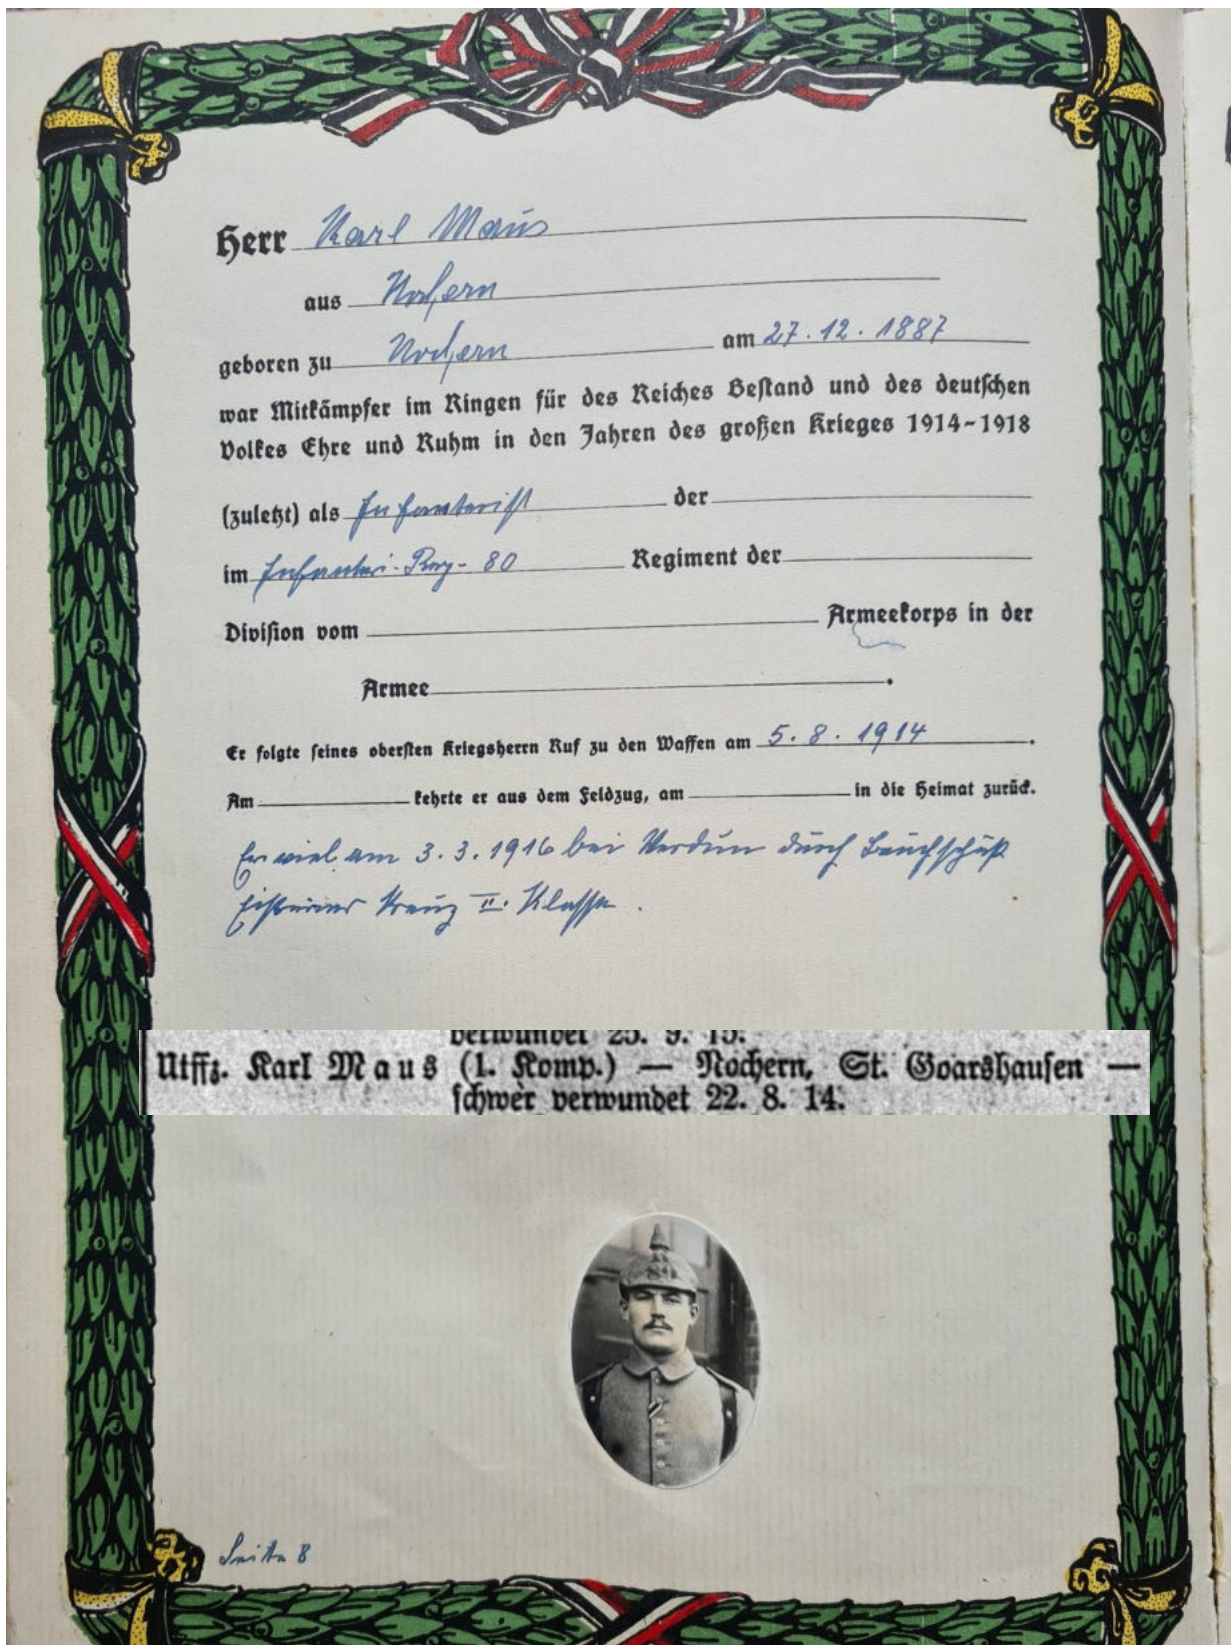 Herr Karl Maus
aus Nochern
geboren zu Nochern am 27.12.1887
war Mitkämpfer im Ringen für des Reiches Bestand und des deutschen
Volkes Ehre und Ruhm in den Jahren des großen Krieges 1914-1918
(zuletzt) als Infanterist der
im Infanteri-Reg- 80 Regiment der
Division vom Armeekorps in der
Armee .
Er folgte seines obersten Kriegsherrn Ruf zu den Waffen am 5.8.1914 .
Am kehrte er aus dem Feldzug, am in die Heimat zurück.
Er viel am 3.3.1916 bei Verdun durch Bauchschuß
Eisernes Kreuz II. Klasse.
verwundet 25. 9. 15.
Utffz. Karl Maus (1. Komp.) — Nochern, St. Goarshausen —
schwer verwundet 22. 8. 14.
Seite 8